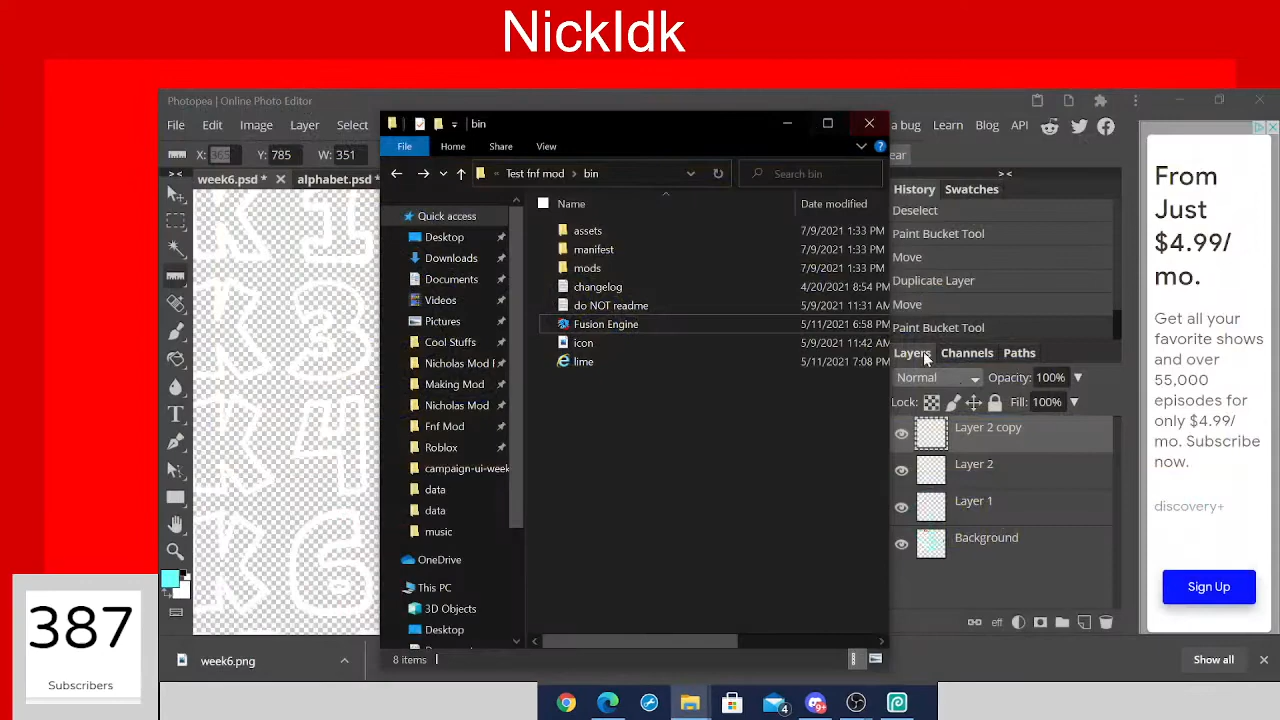 NickIdk
Photopea | Online Photo Editor
File Edit Image Layer Select
a bug Learn Blog API
X: 365 Y: 785 W: 351
ear
week6.psd * alphabet.psd *
bin
File Home Share View
« Test fnf mod > bin
Search bin
Quick access
Desktop
Downloads
Documents
Videos
Pictures
Cool Stuffs
Nicholas Mod F
Making Mod
Nicholas Mod
Fnf Mod
Roblox
campaign-ui-week
data
data
music
OneDrive
This PC
3D Objects
Desktop
Name Date modified
assets 7/9/2021 1:33 PM
manifest 7/9/2021 1:33 PM
mods 7/9/2021 1:33 PM
changelog 4/20/2021 8:54 PM
do NOT readme 5/9/2021 11:31 AM
Fusion Engine 5/11/2021 6:58 PM
icon 5/9/2021 11:42 AM
lime 5/11/2021 7:08 PM
8 items
History Swatches
Deselect
Paint Bucket Tool
Move
Duplicate Layer
Move
Paint Bucket Tool
Layers Channels Paths
Normal Opacity: 100%
Lock: Fill: 100%
Layer 2 copy
Layer 2
Layer 1
Background
eff
From
Just
$4.99/
mo.
Get all your
favorite shows
and over
55,000
episodes for
only $4.99/
mo. Subscribe
now.
discovery+
Sign Up
387
Subscribers
week6.png
Show all
4
9+